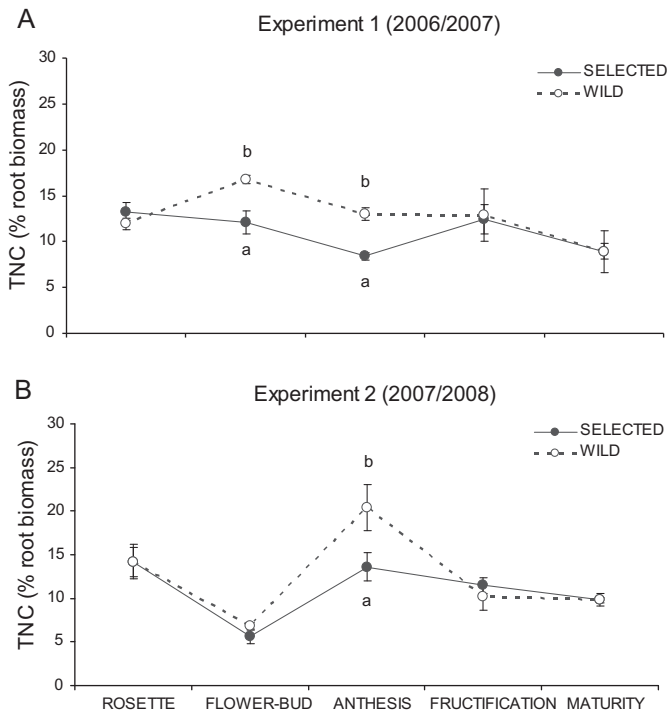 A
Experiment 1 (2006/2007)
30
25
20
15
10
5
0
TNC (% root biomass)
SELECTED
WILD
b
b
a
a
B
Experiment 2 (2007/2008)
30
25
20
15
10
5
0
TNC (% root biomass)
SELECTED
WILD
b
a
ROSETTE FLOWER-BUD ANTHESIS FRUCTIFICATION MATURITY